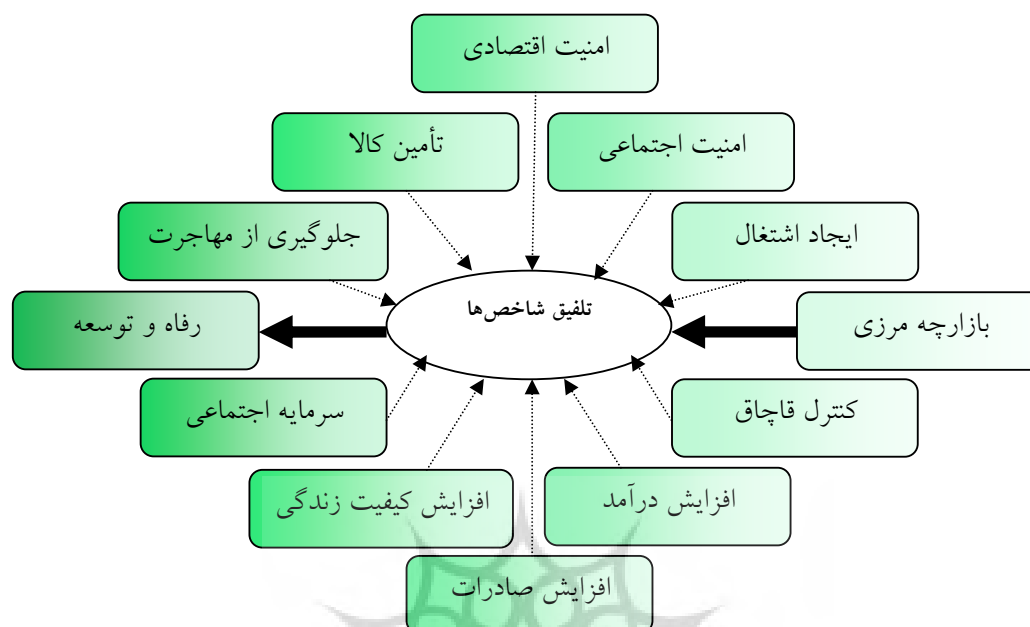 امنیت اقتصادی
امنیت اجتماعی
تأمین کالا
ایجاد اشتغال
جلوگیری از مهاجرت
تلفیق شاخص‌ها
بازارچه مرزی
رفاه و توسعه
کنترل قاچاق
سرمایه اجتماعی
افزایش درآمد
افزایش کیفیت زندگی
افزایش صادرات